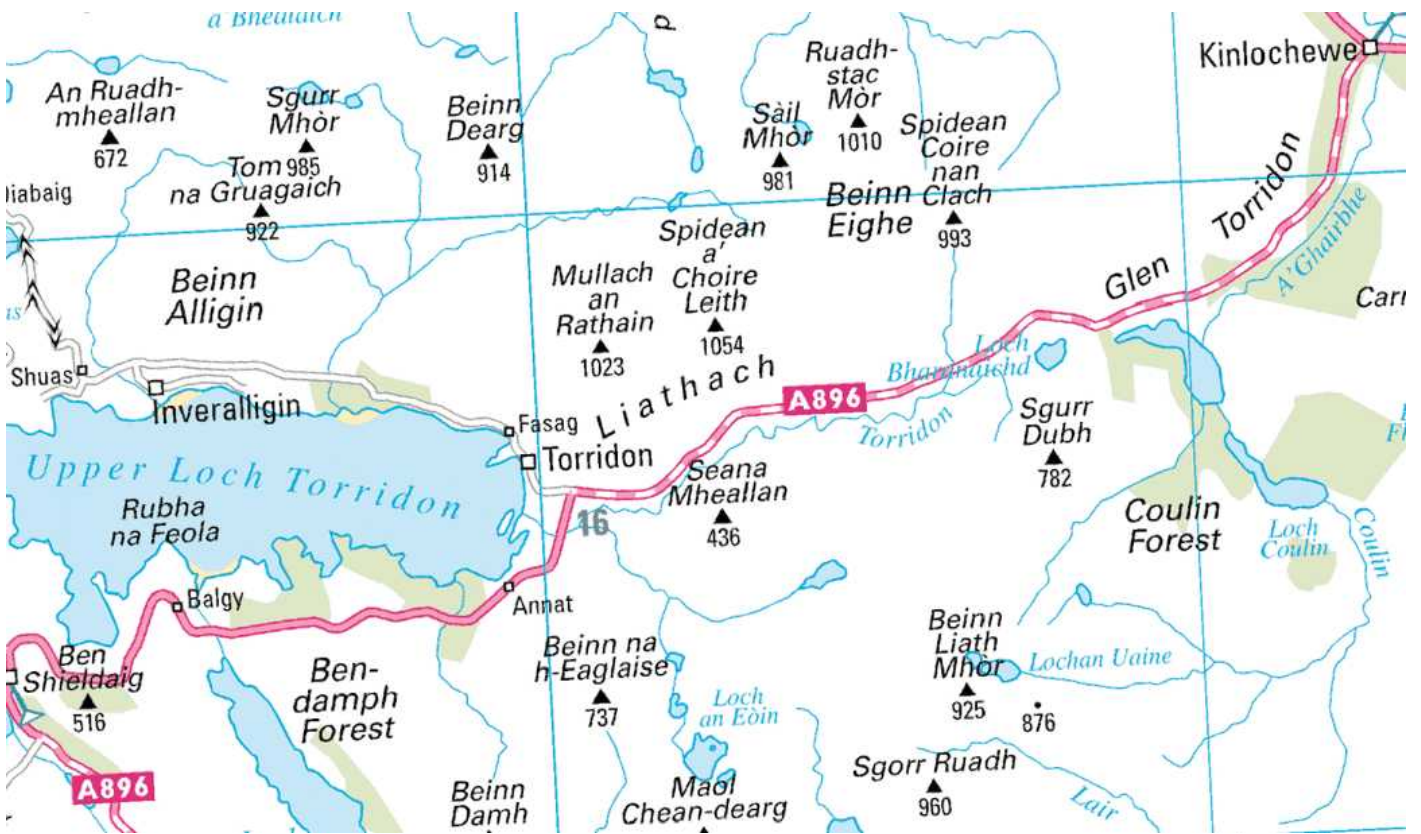 a' Bhealaich
An Ruadh-
mheallan
672
Sgurr
Mhòr
985
Beinn
Dearg
914
Tom
na Gruagaich
922
Sàil
Mhòr
981
Ruadh-
stac
Mòr
1010
Spidean
Coire
nan
Clach
993
Beinn
Eighe
Kinlochewe
Glen Torridon
A'Ghairbhe
Beinn
Alligin
Mullach
an
Rathain
1023
Spidean
a'
Choire
Leith
1054
Liathach
A896
Loch
Bharanaichd
Torridon
Sgurr
Dubh
782
Shuas
Inveralligin
Fasag
Torridon
Upper Loch Torridon
Rubha
na Feola
16
Seana
Mheallan
436
Coulin
Forest
Loch
Coulin
Coulin
Balgy
Annat
Ben
Shieldaig
516
Ben-
damph
Forest
Beinn na
h-Eaglaise
737
Loch
an Eòin
Beinn
Liath
Mhòr
925
876
Lochan Uaine
A896
Beinn
Damh
Maol
Chean-dearg
Sgorr Ruadh
960
Lair